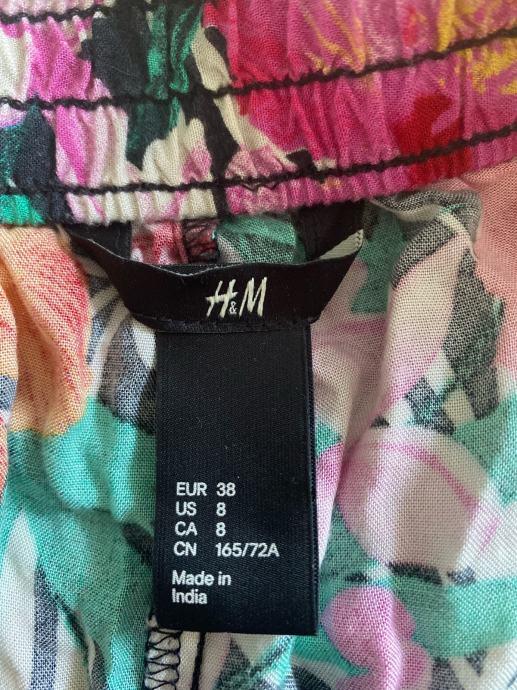 H&M
EUR 38
US 8
CA 8
CN 165/72A
Made in
India